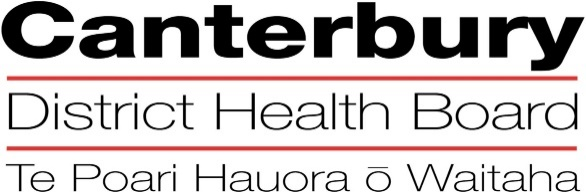 Canterbury
District Health Board
Te Poari Hauora ō Waitaha